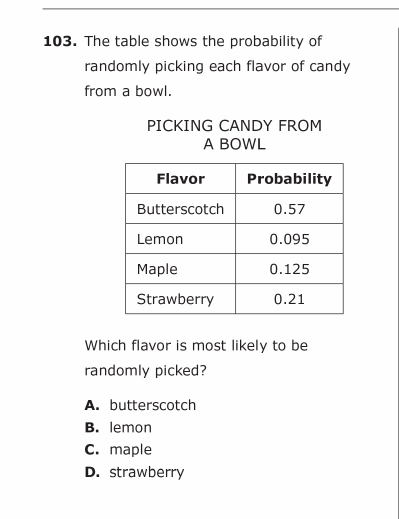 103. The table shows the probability of
randomly picking each flavor of candy
from a bowl.
PICKING CANDY FROM
A BOWL
Flavor Probability
Butterscotch 0.57
Lemon 0.095
Maple 0.125
Strawberry 0.21
Which flavor is most likely to be
randomly picked?
A. butterscotch
B. lemon
C. maple
D. strawberry